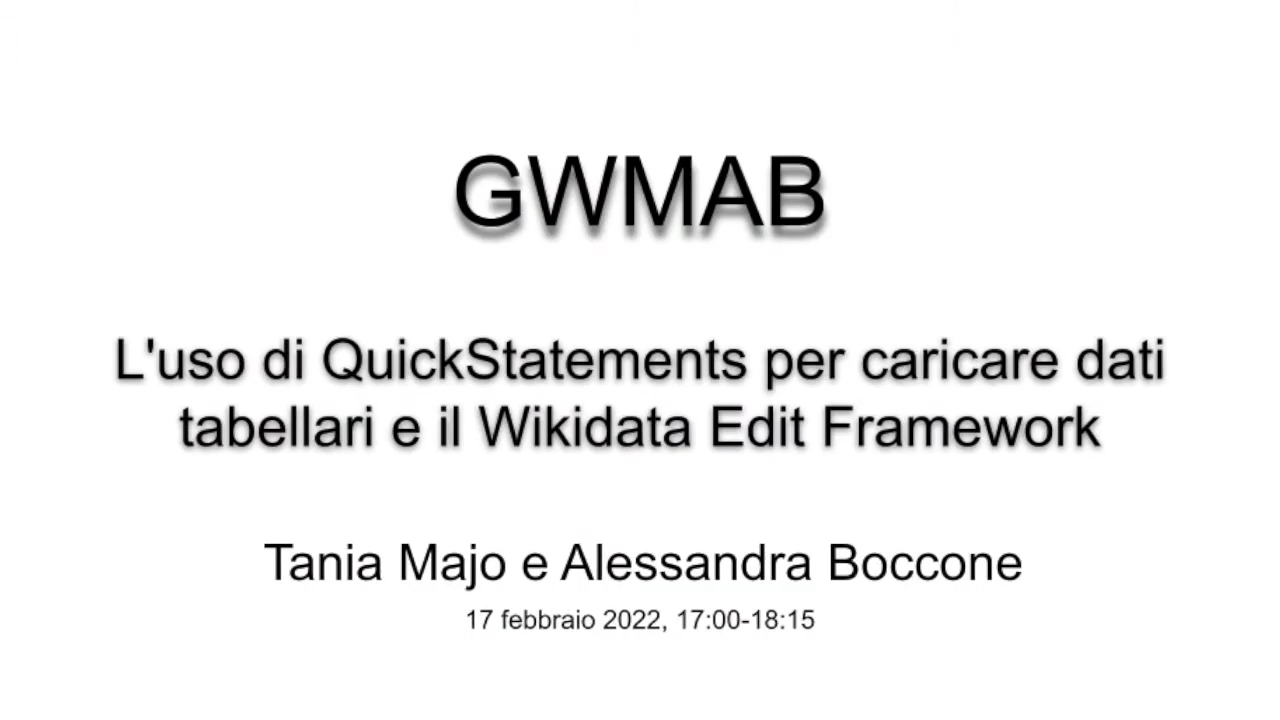 GWMAB
L'uso di QuickStatements per caricare dati
tabellari e il Wikidata Edit Framework
Tania Majo e Alessandra Boccone
17 febbraio 2022, 17:00-18:15